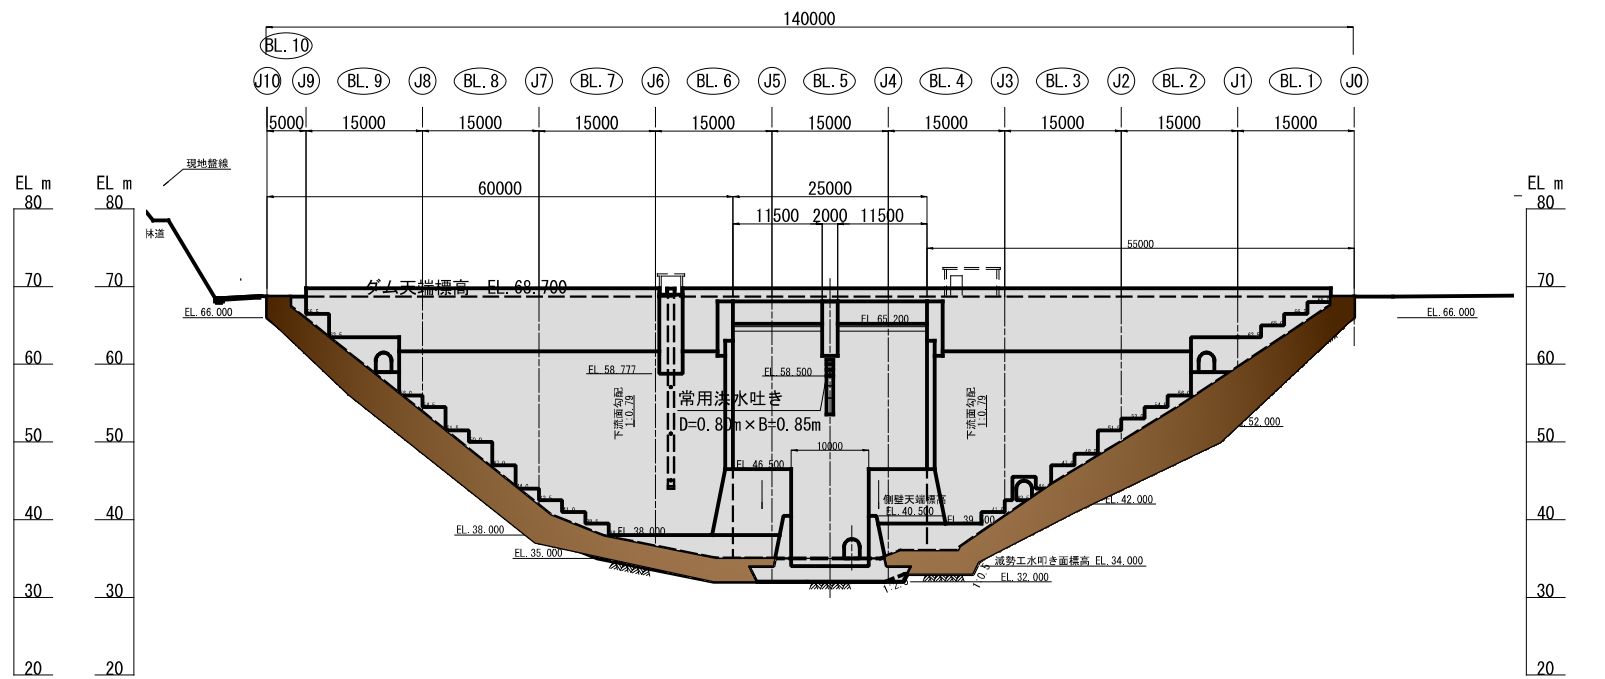 140000
BL.10
J10 J9 BL.9 J8 BL.8 J7 BL.7 J6 BL.6 J5 BL.5 J4 BL.4 J3 BL.3 J2 BL.2 J1 BL.1 J0
5000 15000 15000 15000 15000 15000 15000 15000 15000 15000
現地盤線
EL m EL m EL m
60000 25000
80 80 80
11500 2000 11500
林道
55000
70 70 70
ダム天端標高 EL.68.700
EL.66.000 EL.66.000
EL.65.200
60 60 60
EL.58.777 EL.58.500
下流面勾配
1:0.79
常用洪水吐き
D=0.80m×B=0.85m
下流面勾配
1:0.79
EL.52.000
50 50 50
10000
EL.46.500
側壁天端標高
EL.40.500
EL.42.000
40 40 40
EL.38.000 EL.38.000
EL.35.000
減勢工水叩き面標高 EL.34.000
1:0.5
EL.32.000
30 30 30
20 20 20